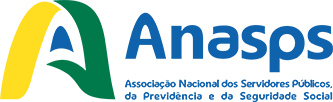 Anasps
Associação Nacional dos Servidores Públicos,
da Previdência e da Seguridade Social